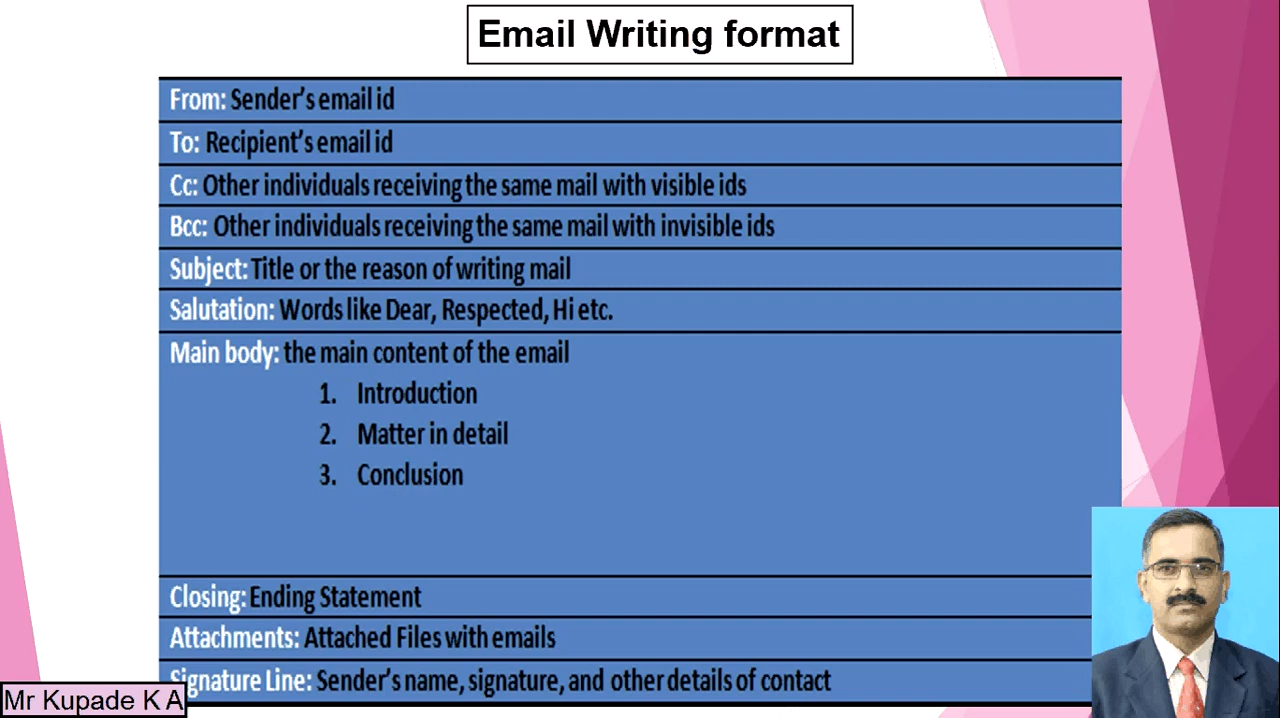 Email Writing format
From: Sender's email id
To: Recipient's email id
Cc: Other individuals receiving the same mail with visible ids
Bcc: Other individuals receiving the same mail with invisible ids
Subject: Title or the reason of writing mail
Salutation: Words like Dear, Respected, Hi etc.
Main body: the main content of the email
1. Introduction
2. Matter in detail
3. Conclusion
Closing: Ending Statement
Attachments: Attached Files with emails
Signature Line: Sender's name, signature, and other details of contact
Mr Kupade K A